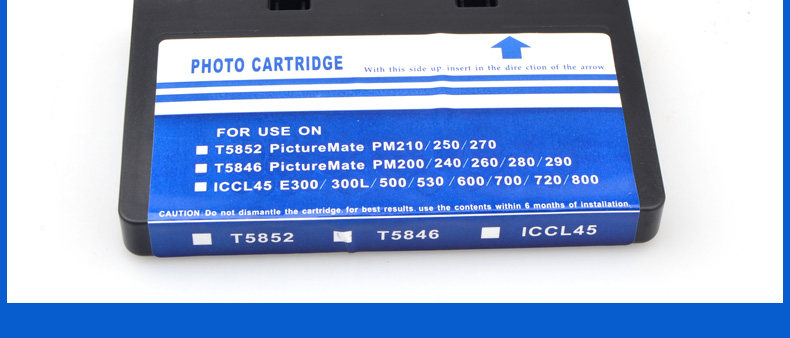 PHOTO CARTRIDGE
With this side up insert in the dire ction of the arrow
FOR USE ON
T5852 PictureMate PM210/250/270
T5846 PictureMate PM200/240/260/280/290
ICCL45 E300/300L/500/530/600/700/720/800
CAUTION Do not dismantle the cartridge, for best results, use the contents within 6 months of installation.
T5852 T5846 ICCL45